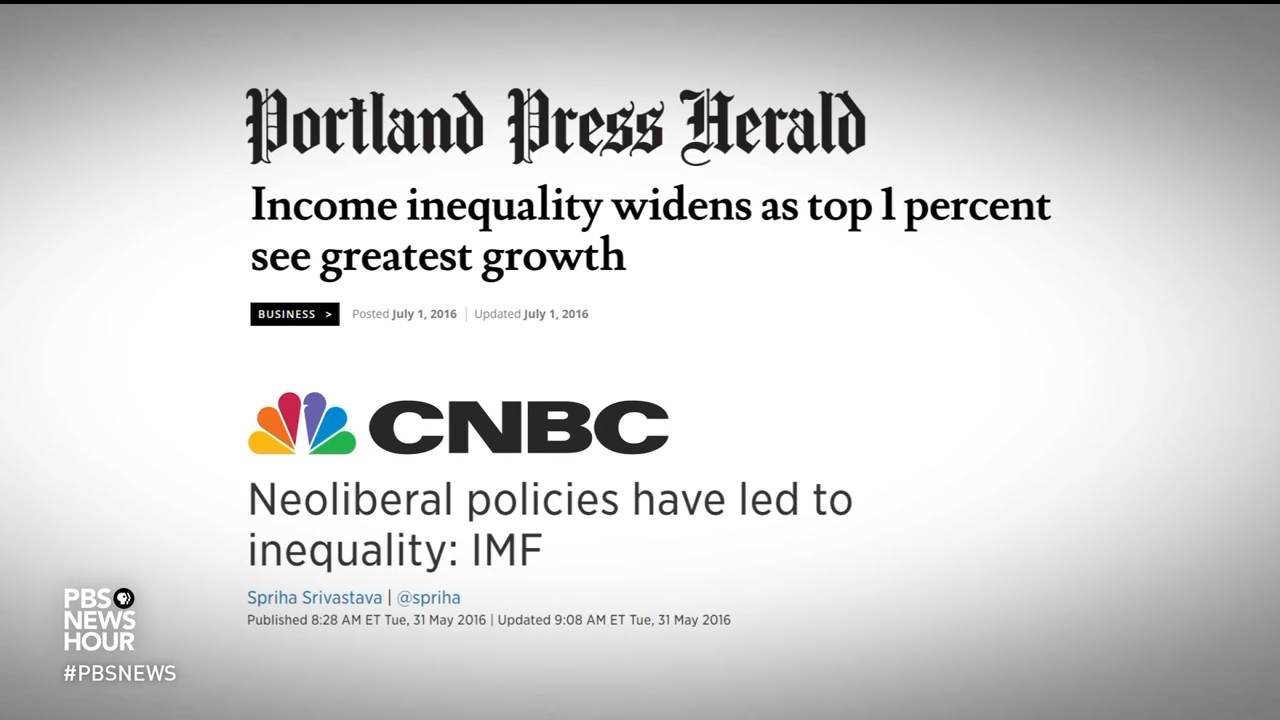 Portland Press Herald
Income inequality widens as top 1 percent
see greatest growth
BUSINESS > Posted July 1, 2016 | Updated July 1, 2016
CNBC
Neoliberal policies have led to
inequality: IMF
Spriha Srivastava | @spriha
Published 8:28 AM ET Tue, 31 May 2016 | Updated 9:08 AM ET Tue, 31 May 2016
PBS
NEWS
HOUR
#PBSNEWS